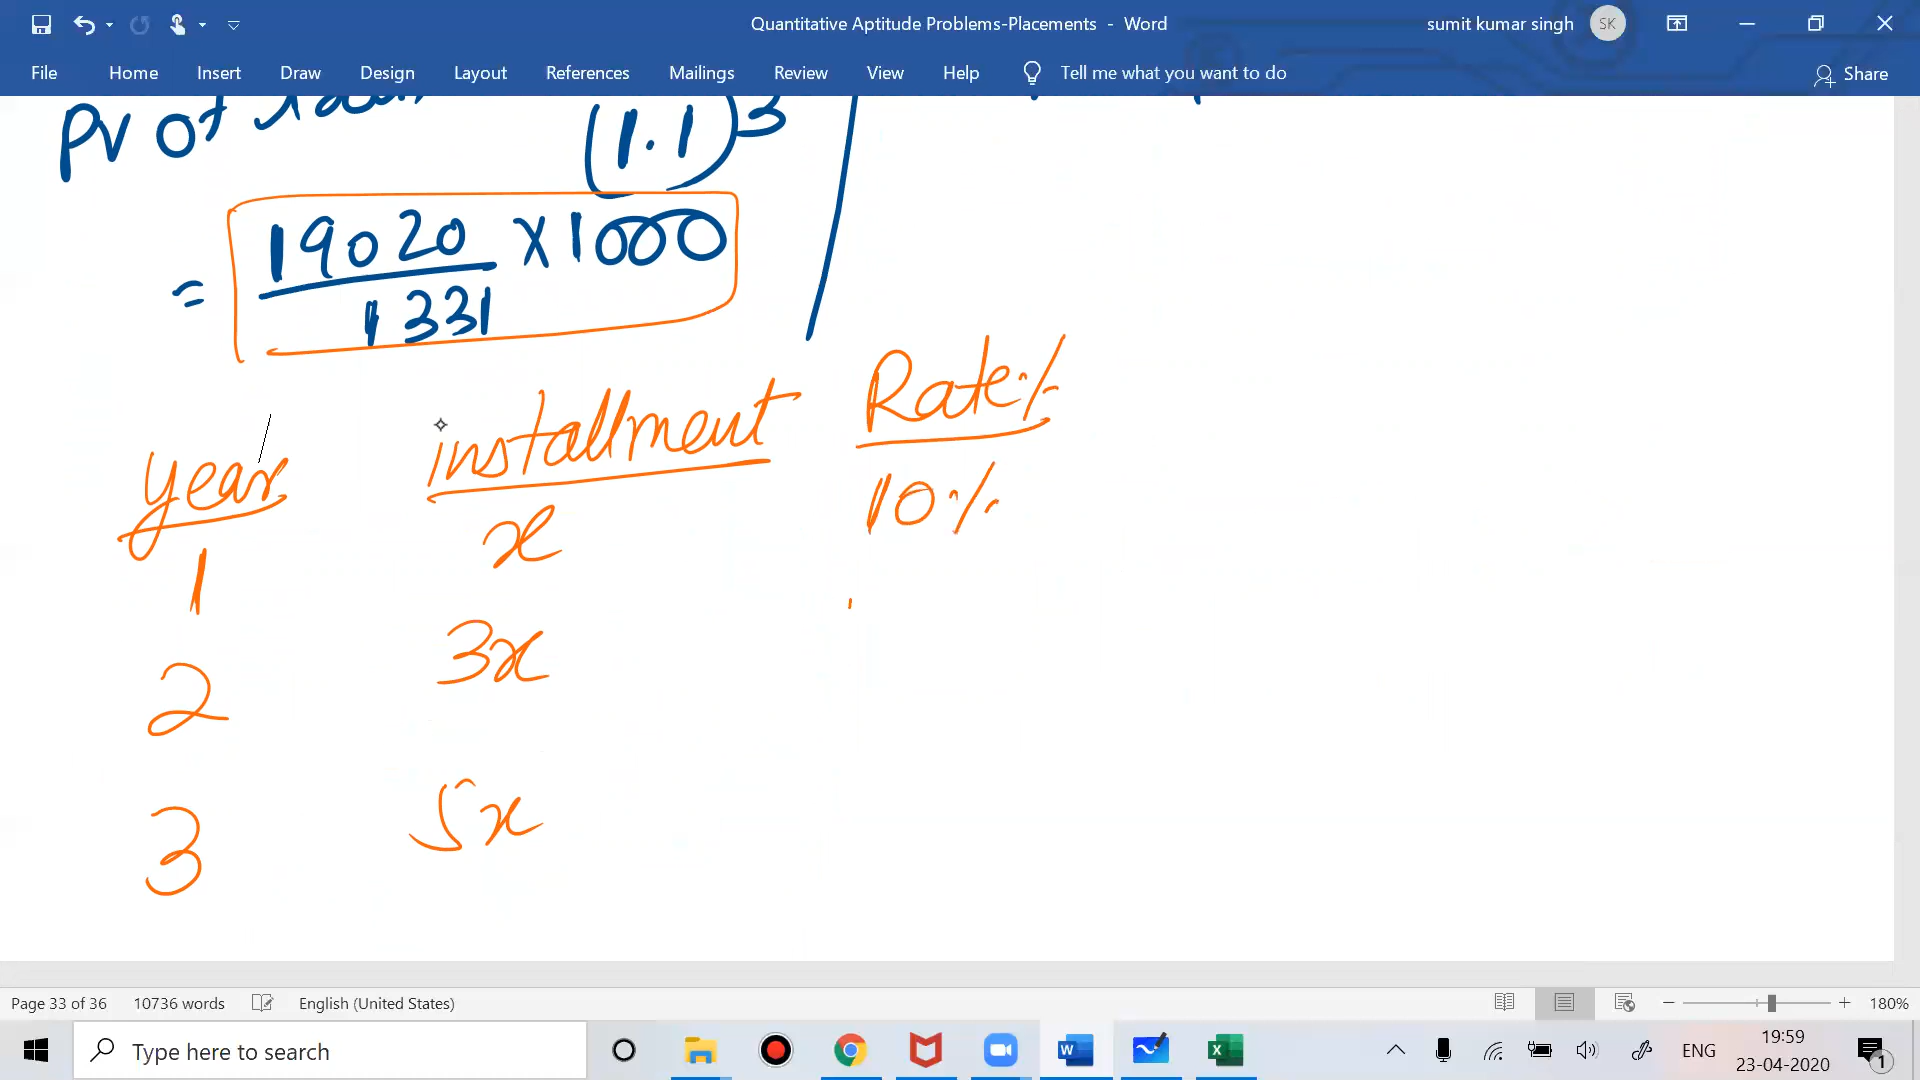 Quantitative Aptitude Problems-Placements - Word
sumit kumar singh SK
File Home Insert Draw Design Layout References Mailings Review View Help Tell me what you want to do Share
PV of
(1.1)3
= 19020 x 1000
1331
year installment Rate%
1 x 10%
2 3x
3 5x
Page 33 of 36 10736 words English (United States) 180%
Type here to search
ENG 19:59
23-04-2020 1